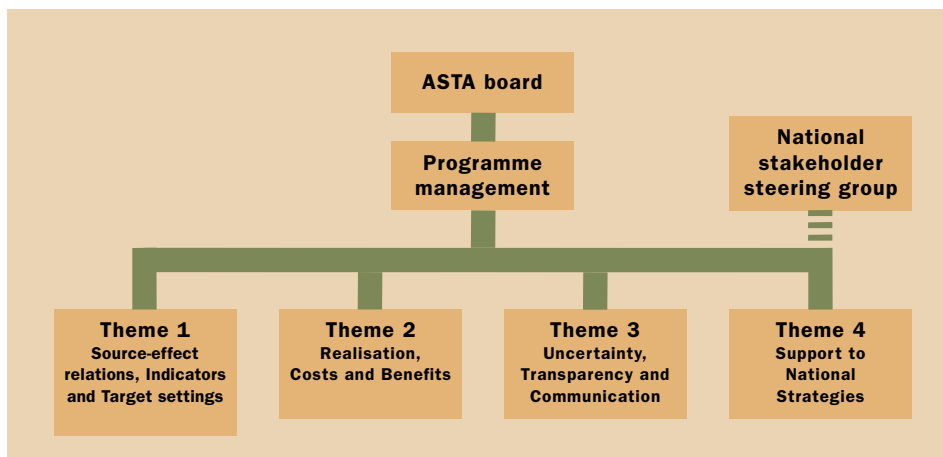 ASTA board
Programme
management
National
stakeholder
steering group
Theme 1
Source-effect
relations, Indicators
and Target settings
Theme 2
Realisation,
Costs and Benefits
Theme 3
Uncertainty,
Transparency and
Communication
Theme 4
Support to
National
Strategies